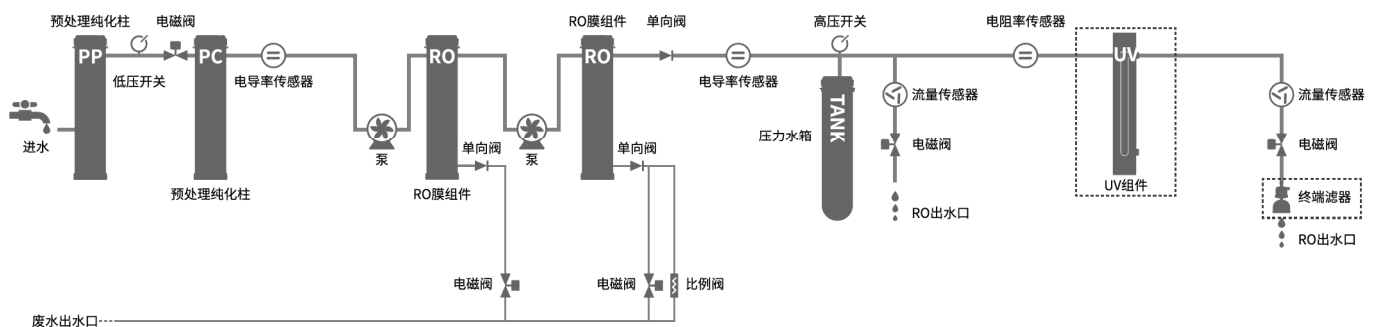 预处理纯化柱
电磁阀
RO膜组件
单向阀
高压开关
电阻率传感器
PP
PC
RO
RO
UV
低压开关
电导率传感器
电导率传感器
TANK
流量传感器
流量传感器
压力水箱
进水
泵
单向阀
泵
单向阀
电磁阀
电磁阀
预处理纯化柱
RO膜组件
UV组件
终端滤器
RO出水口
RO出水口
电磁阀
电磁阀
比例阀
废水出水口